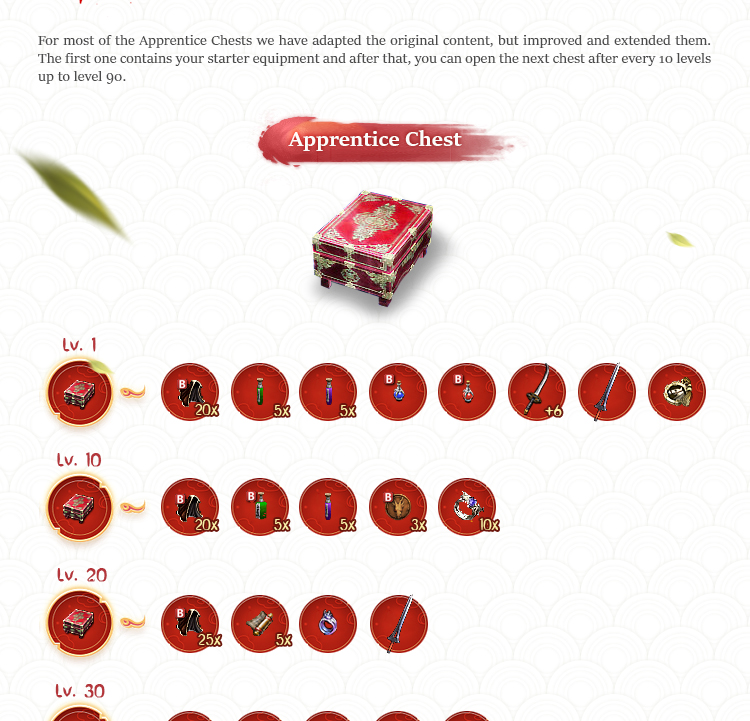 For most of the Apprentice Chests we have adapted the original content, but improved and extended them.
The first one contains your starter equipment and after that, you can open the next chest after every 10 levels
up to level 90.
Apprentice Chest
Lv. 1
B 20x 5x 5x B B +6
Lv. 10
B 20x B 5x 5x B 3x 10x
Lv. 20
B 25x 5x
Lv. 30